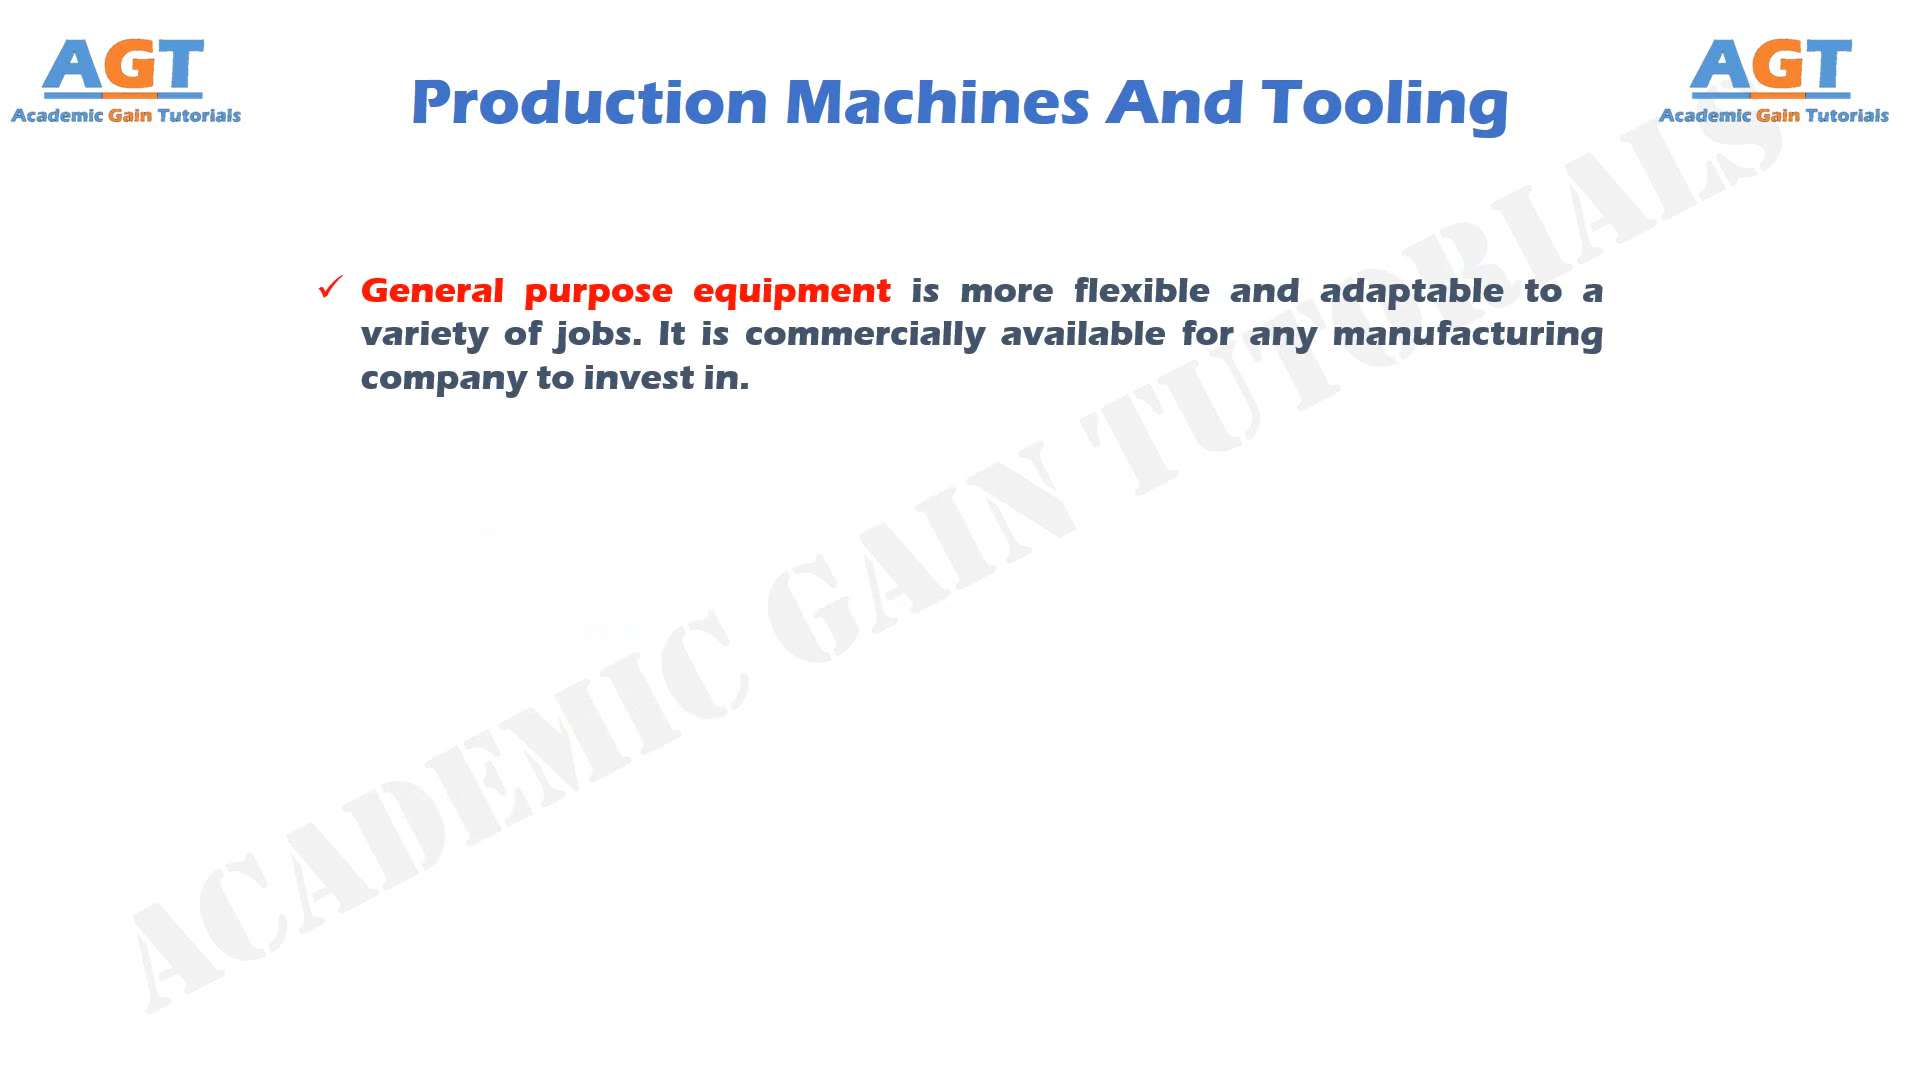 AGT
Academic Gain Tutorials
Production Machines And Tooling
AGT
Academic Gain Tutorials
✓ General purpose equipment is more flexible and adaptable to a
variety of jobs. It is commercially available for any manufacturing
company to invest in.
ACADEMIC GAIN TUTORIALS